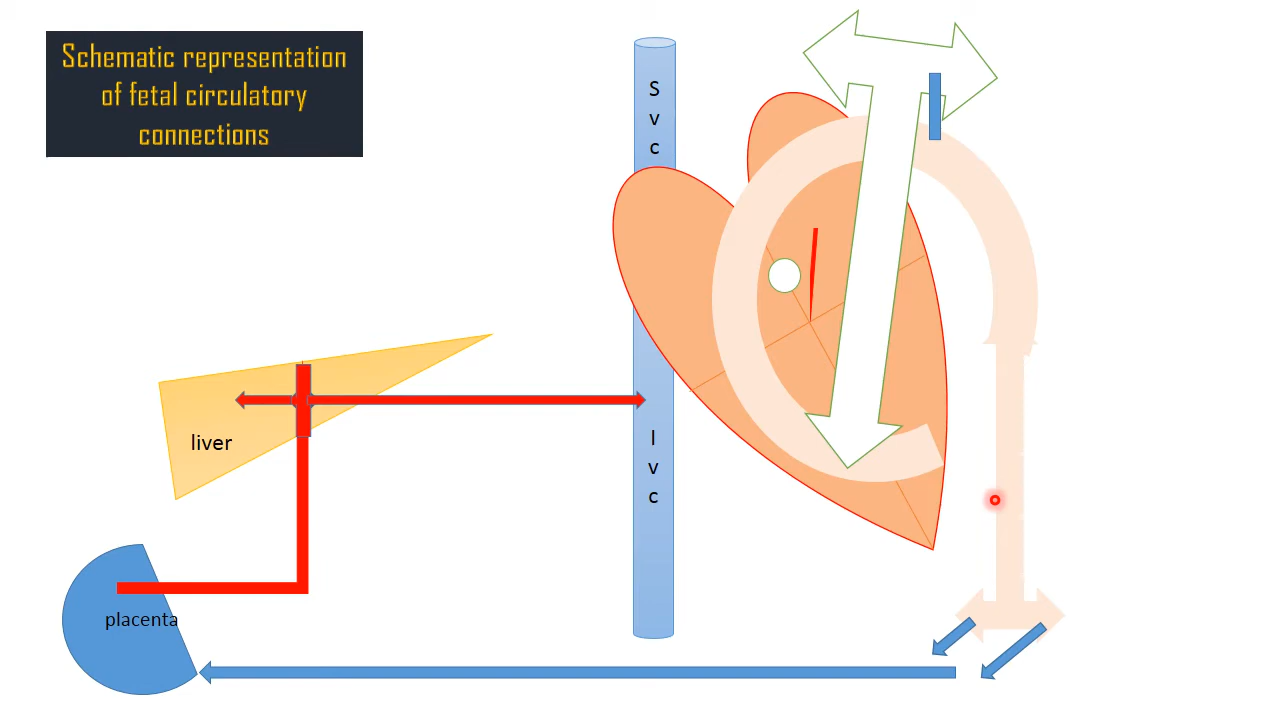 Schematic representation
of fetal circulatory
connections
S
v
c
liver
I
v
c
placenta